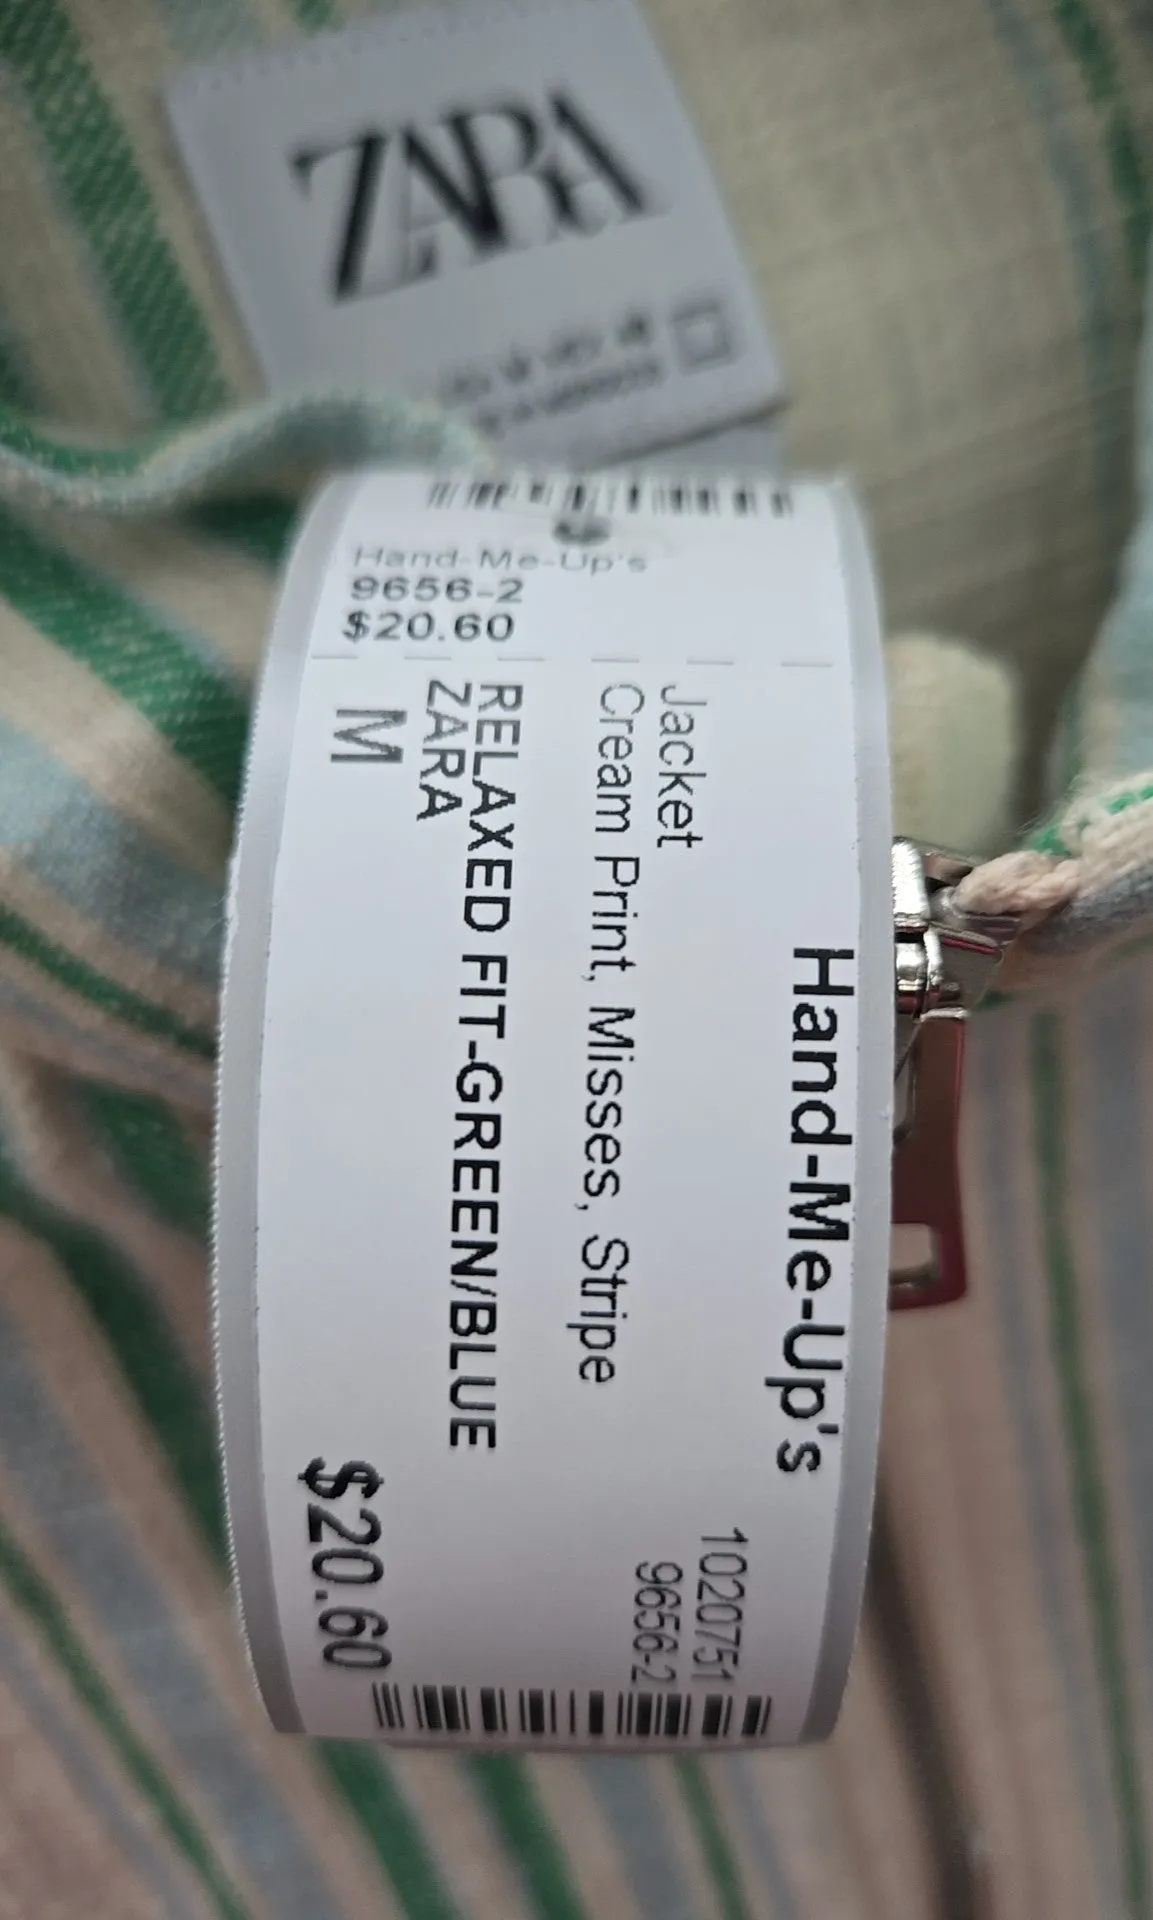 ZARA
Hand-Me-Up's
9656-2
$20.60
Hand-Me-Up's
1020751
9656-2
Jacket
Cream Print, Misses, Stripe
RELAXED FIT-GREEN/BLUE
ZARA
M
$20.60